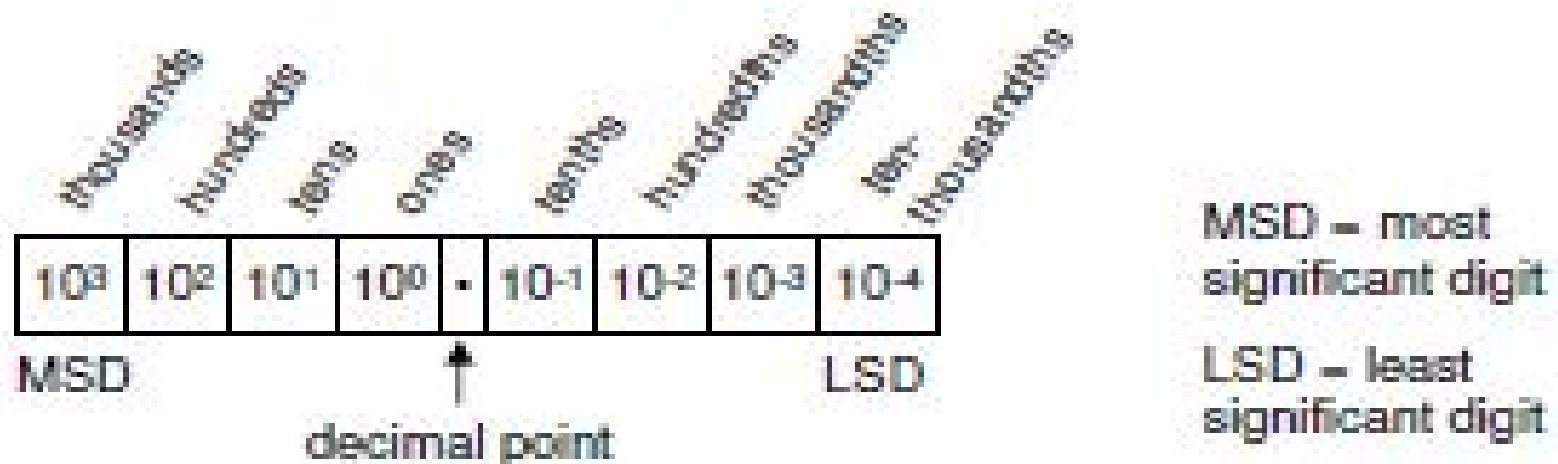 thousands
hundreds
tens
ones
tenths
hundredths
thousandths
ten-
thousandths
10³ 10² 10¹ 10⁰ . 10-1 10-2 10-3 10-4
MSD LSD
decimal point
MSD – most
significant digit
LSD – least
significant digit